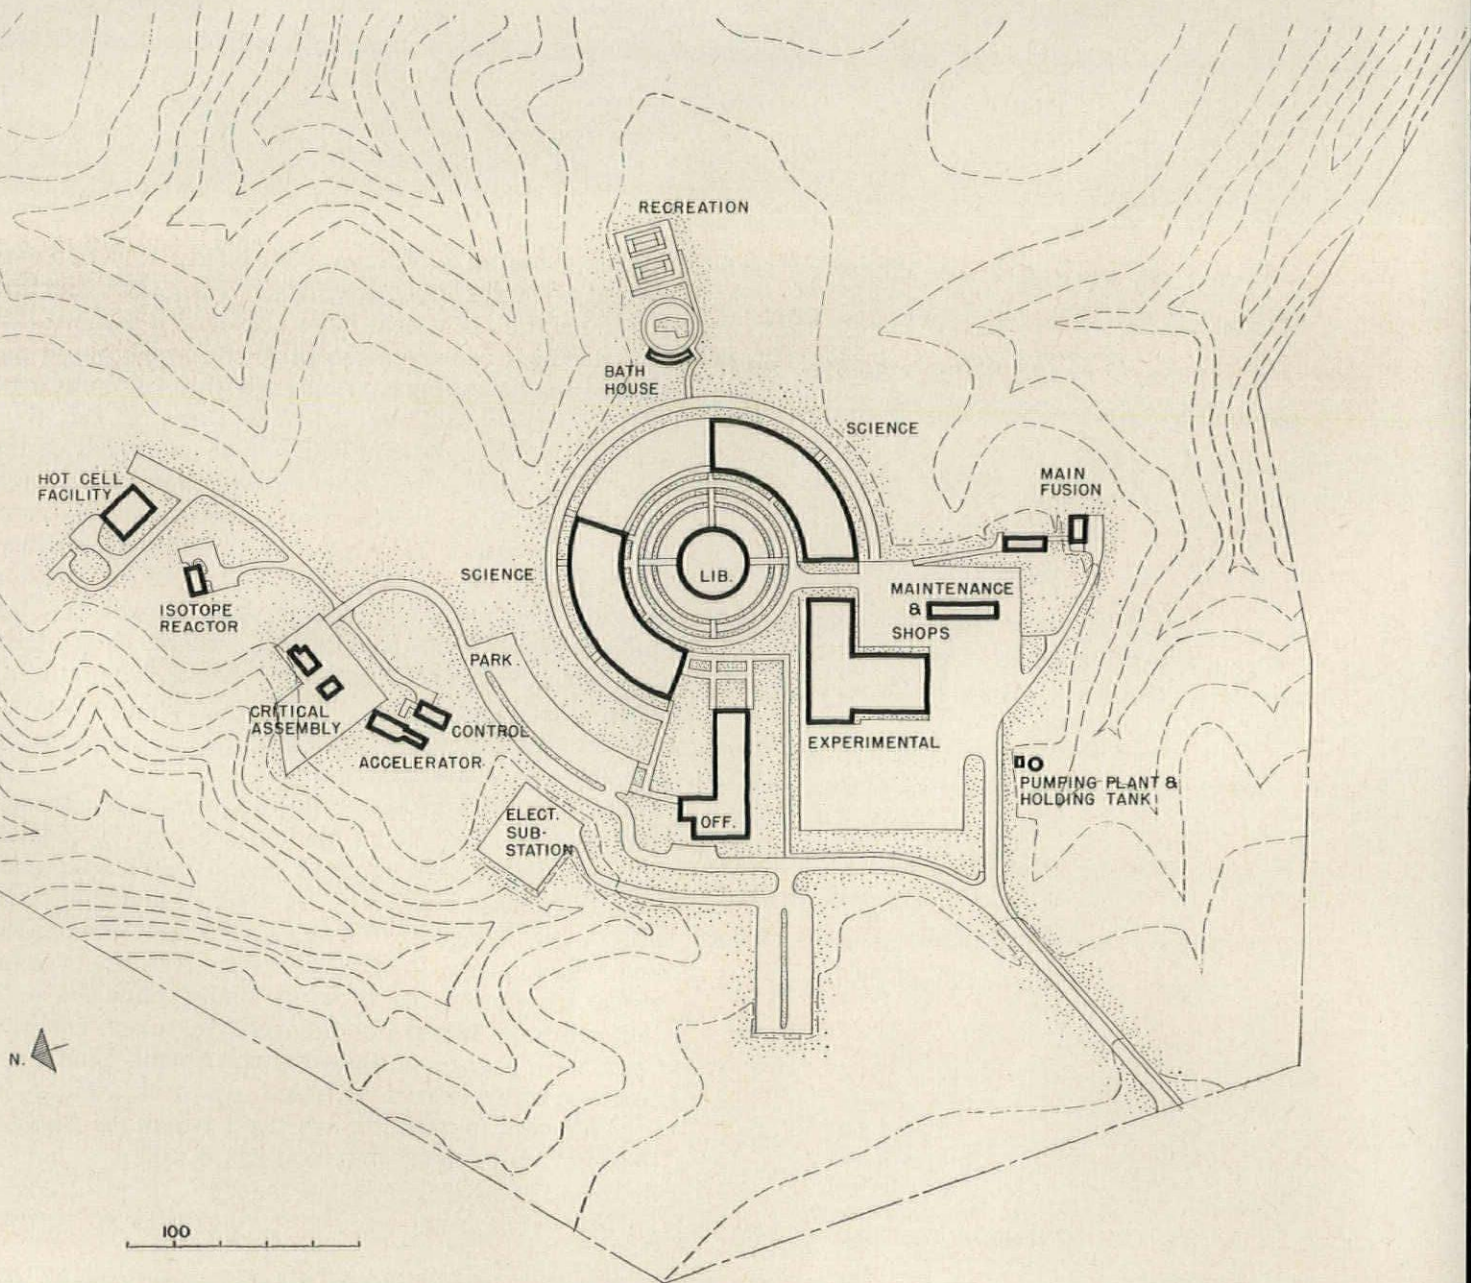 RECREATION
BATH
HOUSE
SCIENCE
HOT CELL
FACILITY
MAIN
FUSION
SCIENCE
LIB.
MAINTENANCE
&
SHOPS
ISOTOPE
REACTOR
PARK
CRITICAL
ASSEMBLY
CONTROL
ACCELERATOR
EXPERIMENTAL
PUMPING PLANT &
HOLDING TANK
ELECT.
SUB-
STATION
OFF.
N.
100